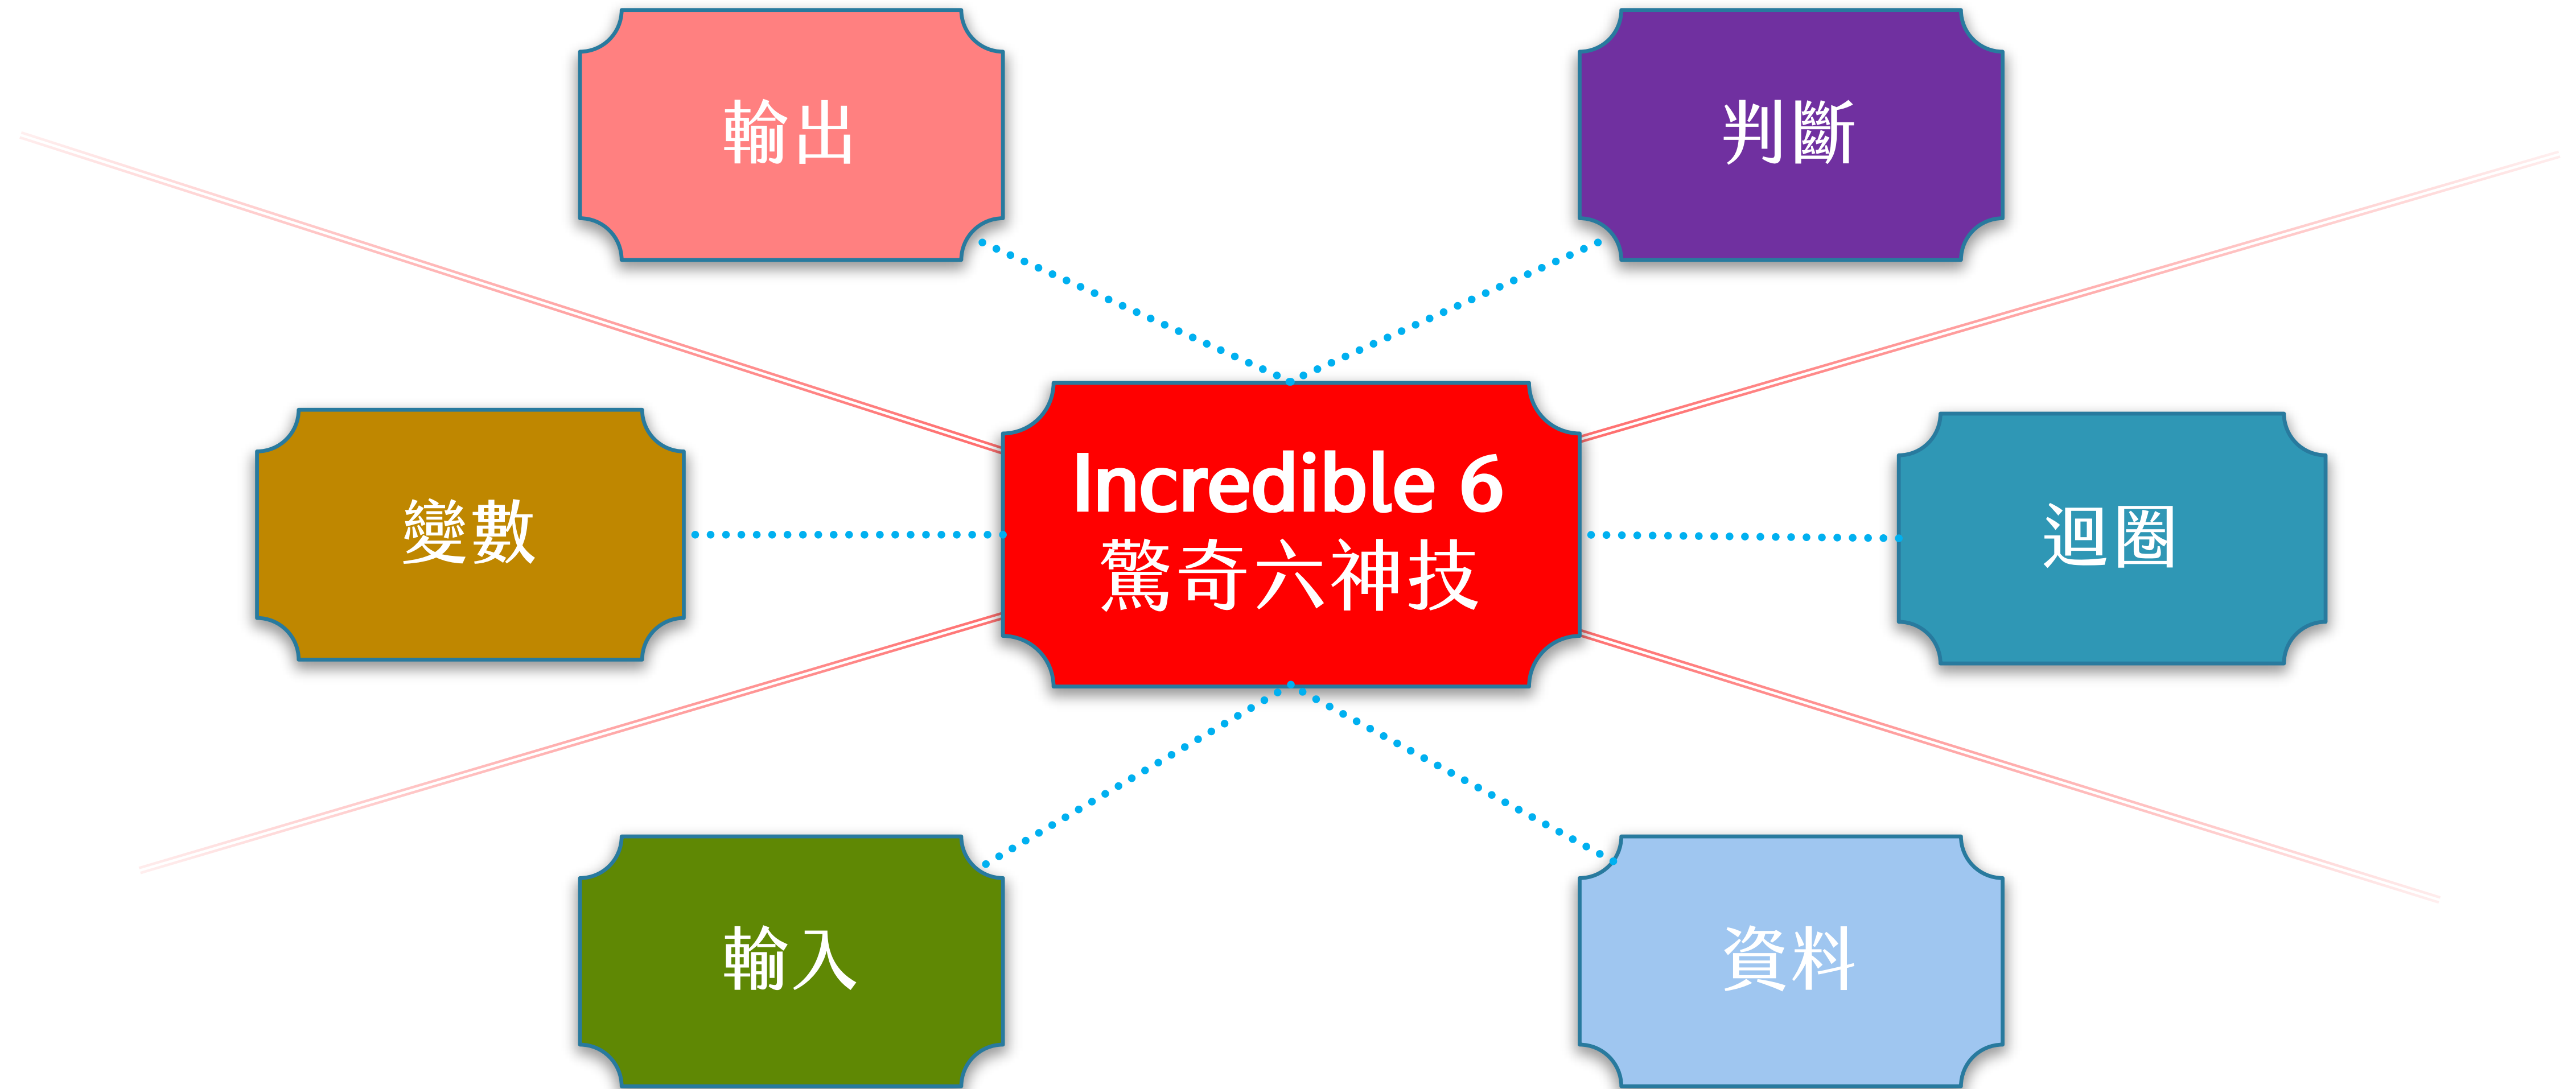 輸出
判斷
Incredible 6
驚奇六神技
變數
迴圈
輸入
資料